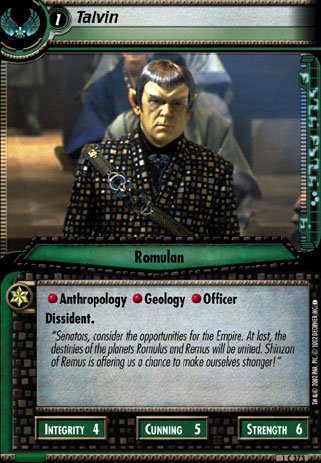 1 Talvin
Romulan
Anthropology Geology Officer
Dissident.
"Senators, consider the opportunities for the Empire. At last, the
destinies of the planets Romulus and Remus will be united. Shinzon
of Remus is offering us a chance to make ourselves stronger!"
INTEGRITY 4 CUNNING 5 STRENGTH 6
1 C 373